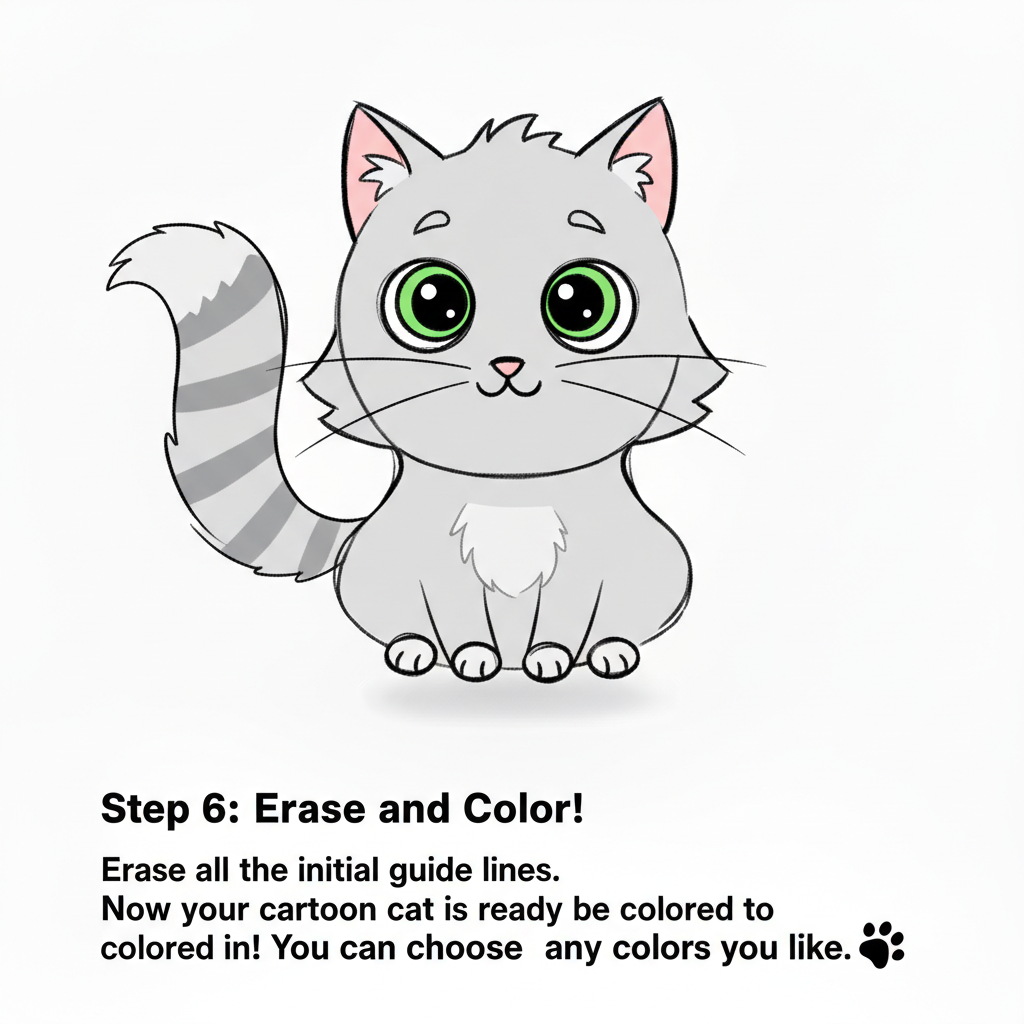 Step 6: Erase and Color!
Erase all the initial guide lines.
Now your cartoon cat is ready be colored to
colored in! You can choose any colors you like.